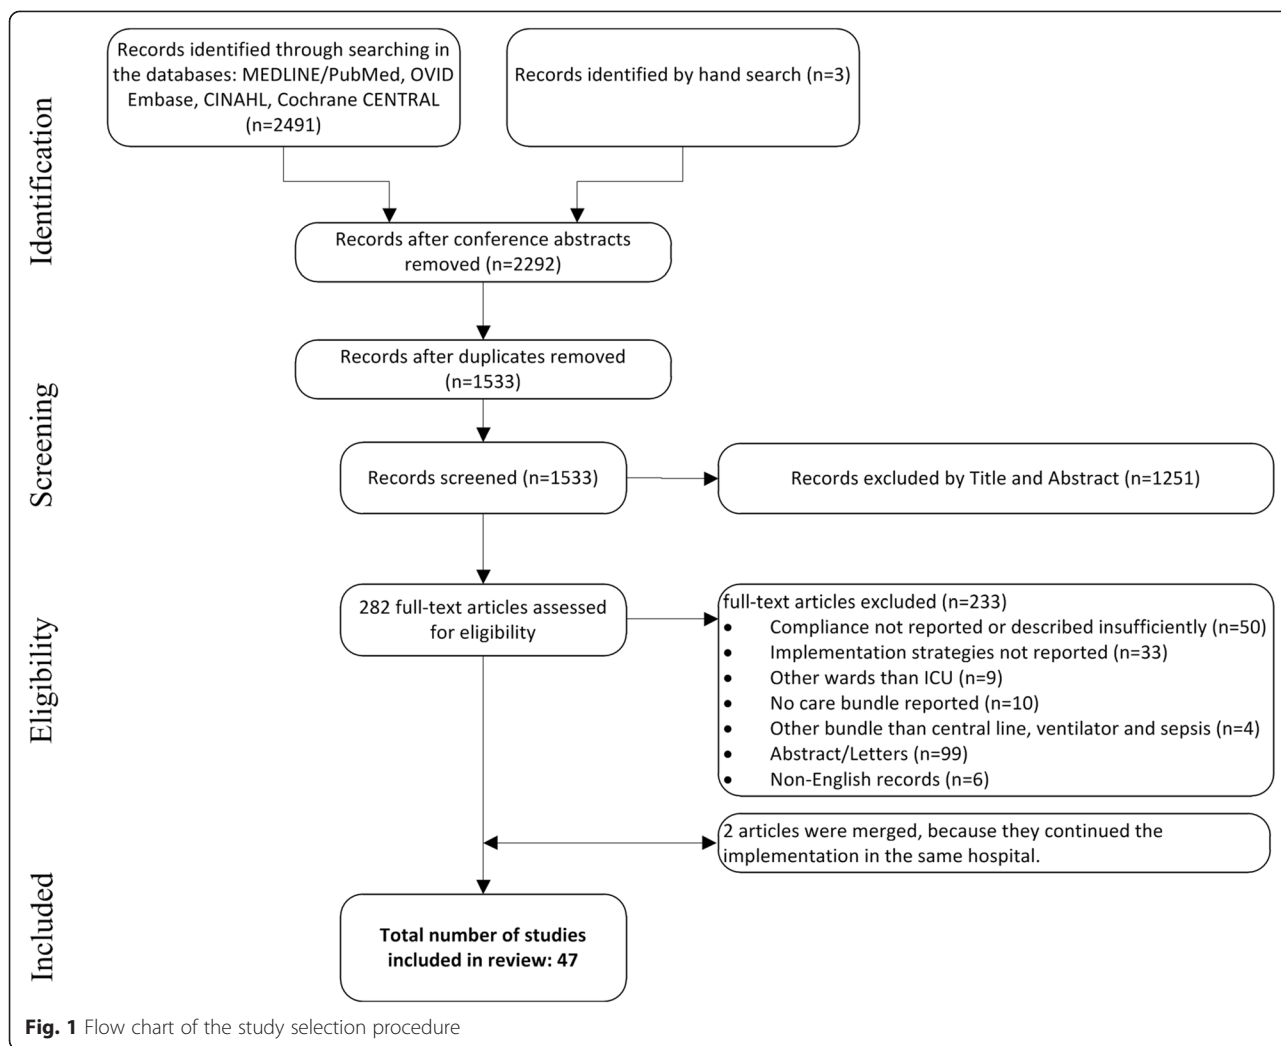 Identification
Records identified through searching in
the databases: MEDLINE/PubMed, OVID
Embase, CINAHL, Cochrane CENTRAL
(n=2491)
Records identified by hand search (n=3)
Records after conference abstracts
removed (n=2292)
Screening
Records after duplicates removed
(n=1533)
Records screened (n=1533)
Records excluded by Title and Abstract (n=1251)
Eligibility
282 full-text articles assessed
for eligibility
full-text articles excluded (n=233)
• Compliance not reported or described insufficiently (n=50)
• Implementation strategies not reported (n=33)
• Other wards than ICU (n=9)
• No care bundle reported (n=10)
• Other bundle than central line, ventilator and sepsis (n=4)
• Abstract/Letters (n=99)
• Non-English records (n=6)
2 articles were merged, because they continued the
implementation in the same hospital.
Included
Total number of studies
included in review: 47
Fig. 1 Flow chart of the study selection procedure